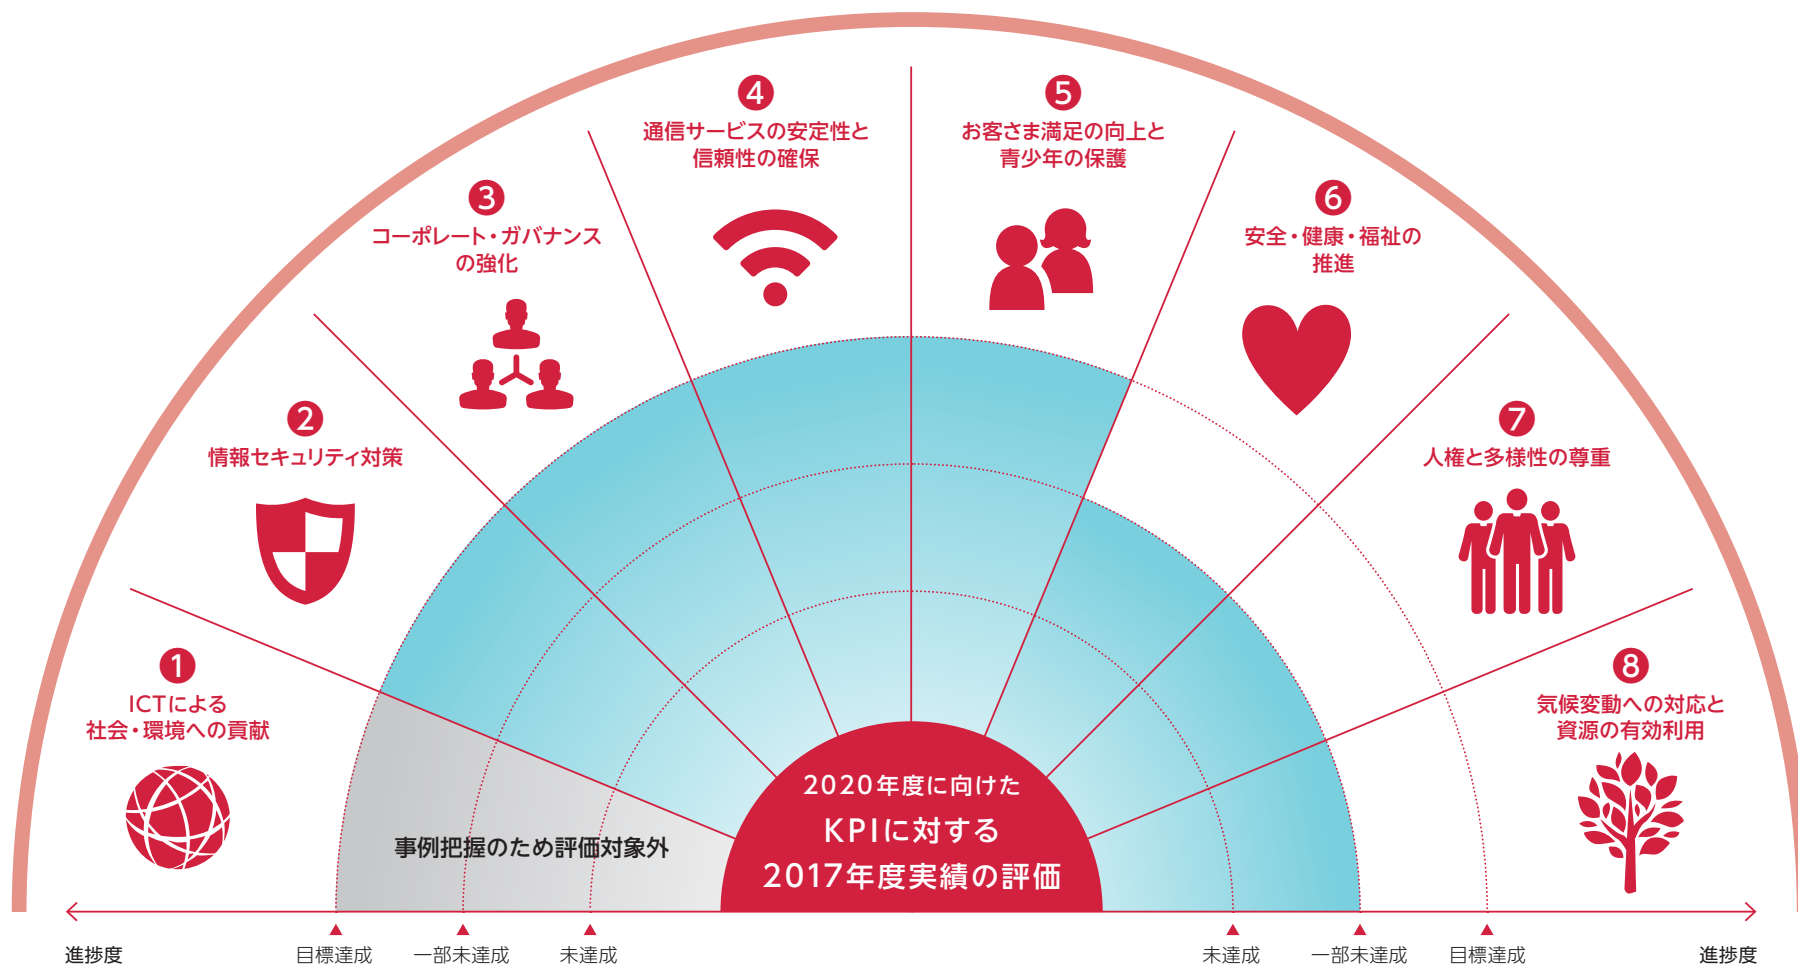 1
ICTによる
社会・環境への貢献
2
情報セキュリティ対策
3
コーポレート・ガバナンス
の強化
4
通信サービスの安定性と
信頼性の確保
5
お客さま満足の向上と
青少年の保護
6
安全・健康・福祉の
推進
7
人権と多様性の尊重
8
気候変動への対応と
資源の有効利用
事例把握のため評価対象外
2020年度に向けた
KPIに対する
2017年度実績の評価
進捗度
目標達成
一部未達成
未達成
未達成
一部未達成
目標達成
進捗度